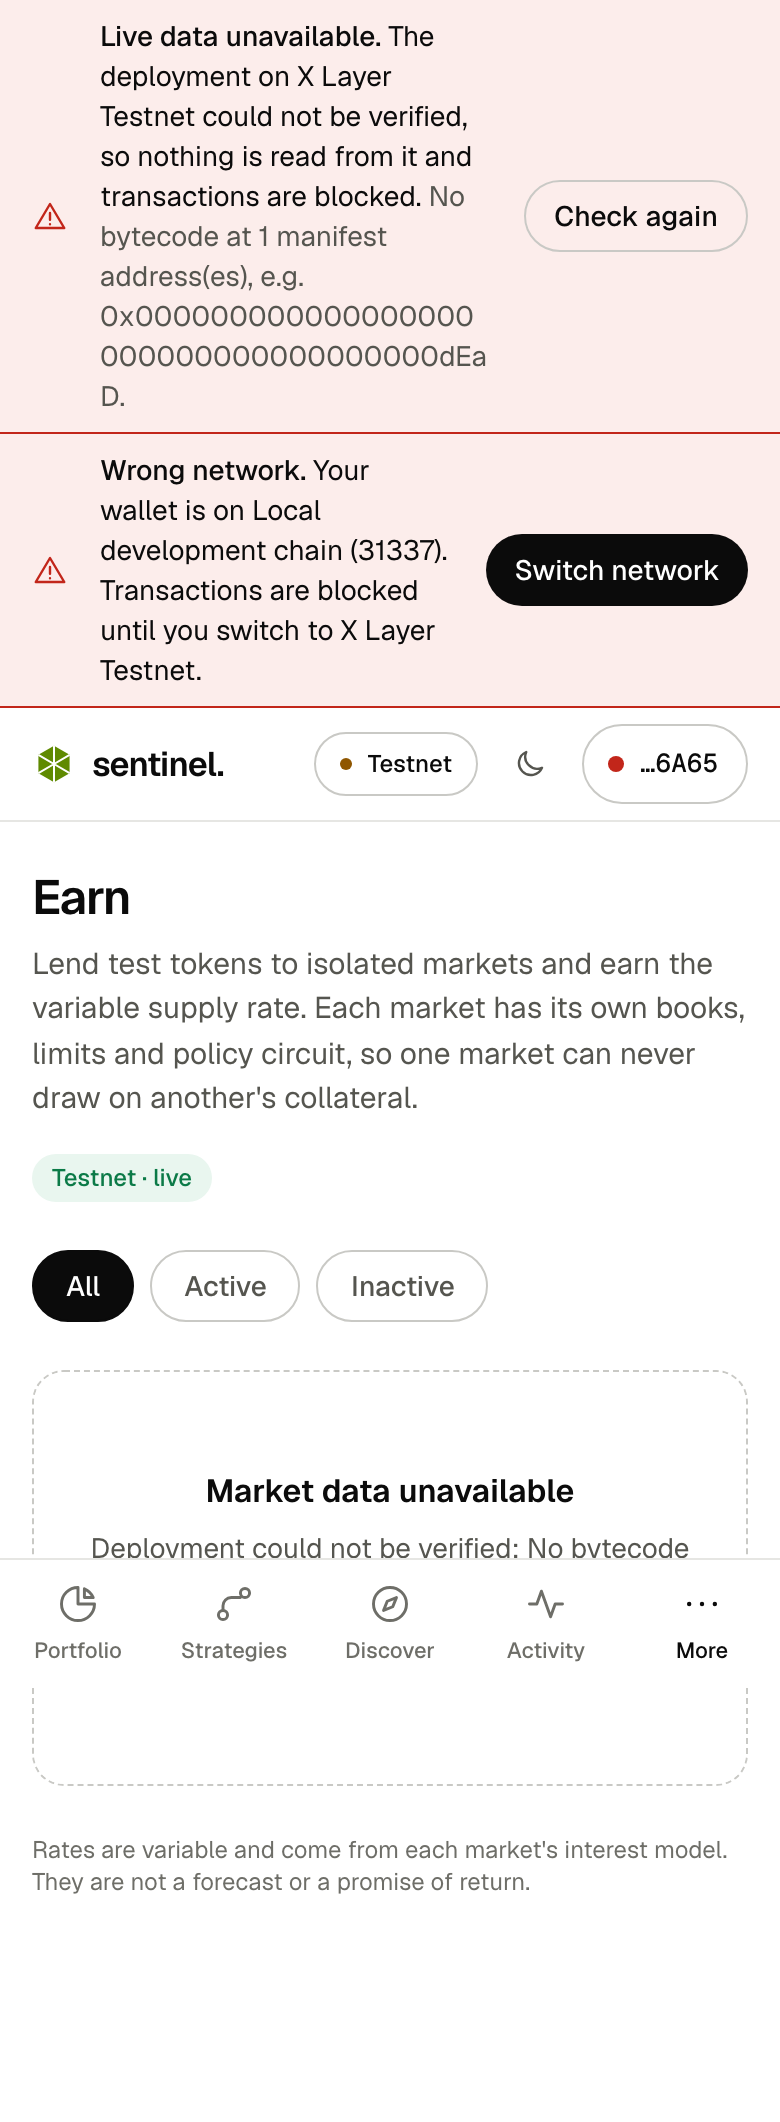 Live data unavailable. The
deployment on X Layer
Testnet could not be verified,
so nothing is read from it and
transactions are blocked. No
bytecode at 1 manifest
address(es), e.g.
0x00000000000000000000
0000000000000000000dEa
D.
Check again
Wrong network. Your
wallet is on Local
development chain (31337).
Transactions are blocked
until you switch to X Layer
Testnet.
Switch network
sentinel.
Testnet
…6A65
Earn
Lend test tokens to isolated markets and earn the
variable supply rate. Each market has its own books,
limits and policy circuit, so one market can never
draw on another's collateral.
Testnet · live
All
Active
Inactive
Market data unavailable
Deployment could not be verified: No bytecode
Portfolio
Strategies
Discover
Activity
More
Rates are variable and come from each market's interest model.
They are not a forecast or a promise of return.